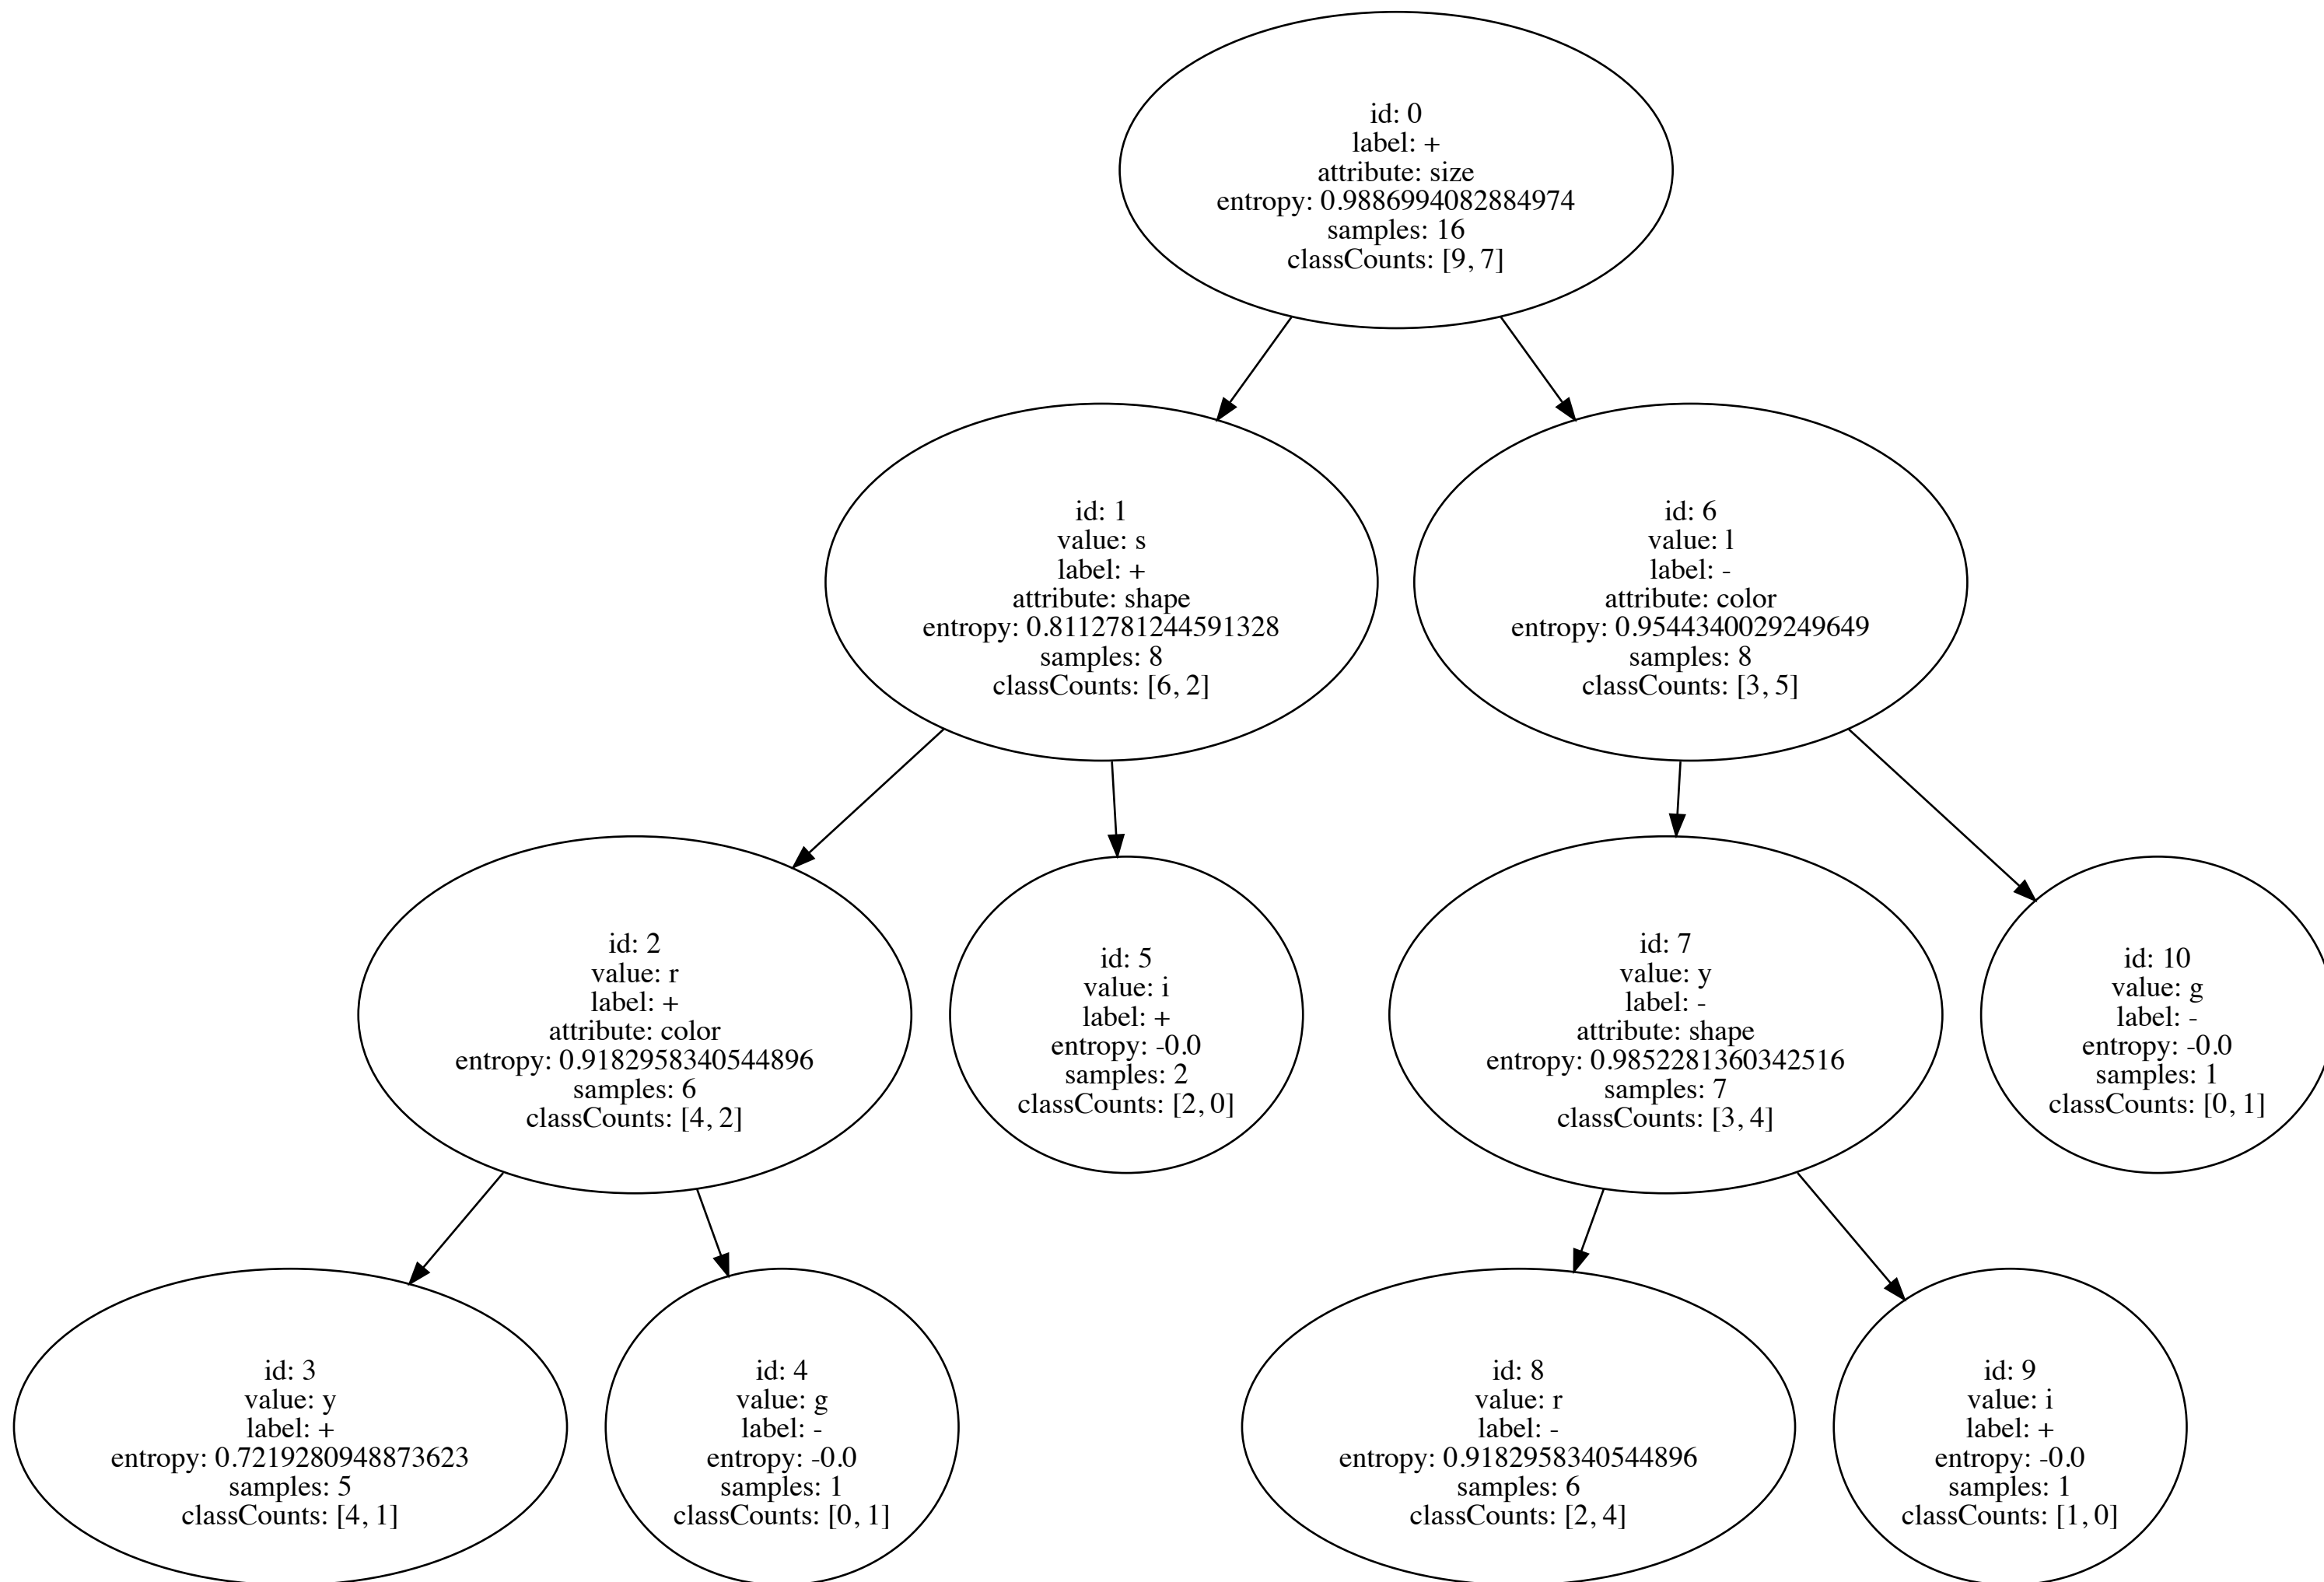 id: 0
label: +
attribute: size
entropy: 0.9886994082884974
samples: 16
classCounts: [9, 7]
id: 1
value: s
label: +
attribute: shape
entropy: 0.8112781244591328
samples: 8
classCounts: [6, 2]
id: 6
value: l
label: -
attribute: color
entropy: 0.9544340029249649
samples: 8
classCounts: [3, 5]
id: 2
value: r
label: +
attribute: color
entropy: 0.9182958340544896
samples: 6
classCounts: [4, 2]
id: 5
value: i
label: +
entropy: -0.0
samples: 2
classCounts: [2, 0]
id: 7
value: y
label: -
attribute: shape
entropy: 0.9852281360342516
samples: 7
classCounts: [3, 4]
id: 10
value: g
label: -
entropy: -0.0
samples: 1
classCounts: [0, 1]
id: 3
value: y
label: +
entropy: 0.7219280948873623
samples: 5
classCounts: [4, 1]
id: 4
value: g
label: -
entropy: -0.0
samples: 1
classCounts: [0, 1]
id: 8
value: r
label: -
entropy: 0.9182958340544896
samples: 6
classCounts: [2, 4]
id: 9
value: i
label: +
entropy: -0.0
samples: 1
classCounts: [1, 0]